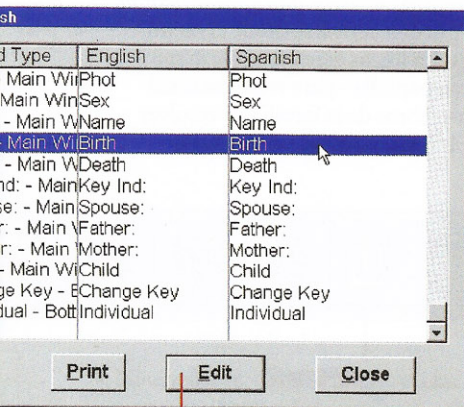 sh
d Type English Spanish
Main Wi Phot Phot
Main Win Sex Sex
- Main W Name Name
- Main Wi Birth Birth
- Main W Death Death
nd: - Main Key Ind: Key Ind:
se: - Main Spouse: Spouse:
r: - Main Father: Father:
r: - Main Mother: Mother:
- Main Wi Child Child
ge Key - E Change Key Change Key
dual - Bott Individual Individual
Print Edit Close